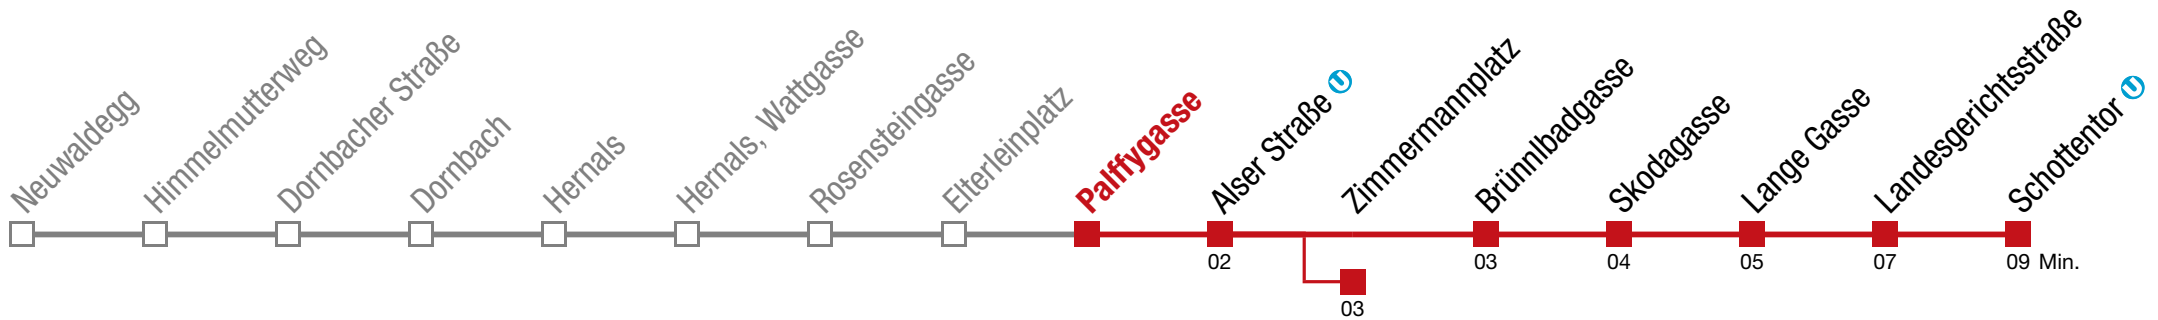 Neuwaldegg
Himmelmutterweg
Dornbacher Straße
Dornbach
Hernals
Hernals, Wattgasse
Rosensteingasse
Elterleinplatz
Palffygasse
Alser Straße U
Zimmermannplatz
Brünnlbadgasse
Skodagasse
Lange Gasse
Landesgerichtsstraße
Schottentor U
02
03
03
04
05
07
09 Min.